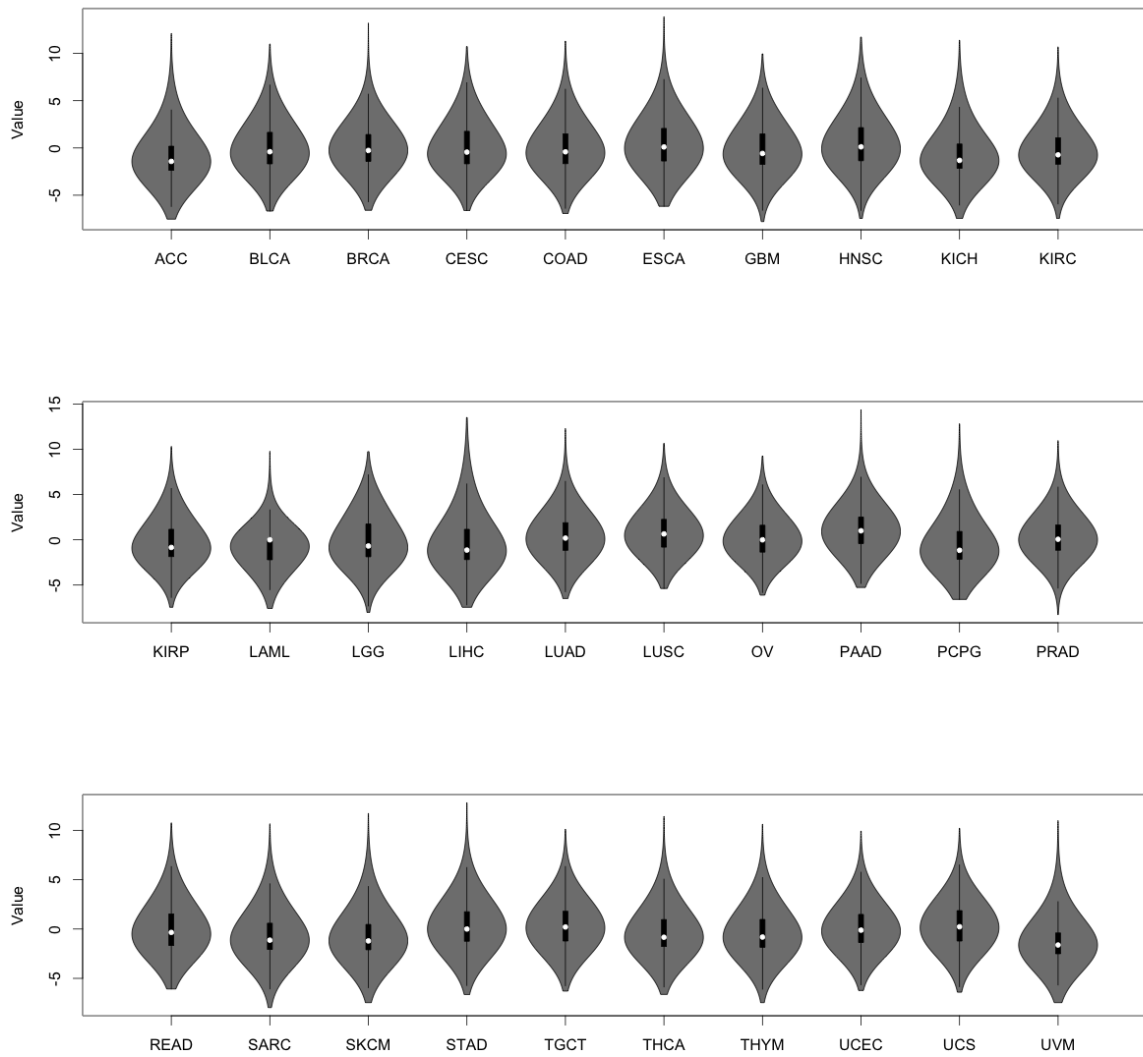 Value
10
5
0
-5
ACC BLCA BRCA CESC COAD ESCA GBM HNSC KICH KIRC
Value
15
10
5
0
-5
KIRP LAML LGG LIHC LUAD LUSC OV PAAD PCPG PRAD
Value
10
5
0
-5
READ SARC SKCM STAD TGCT THCA THYM UCEC UCS UVM